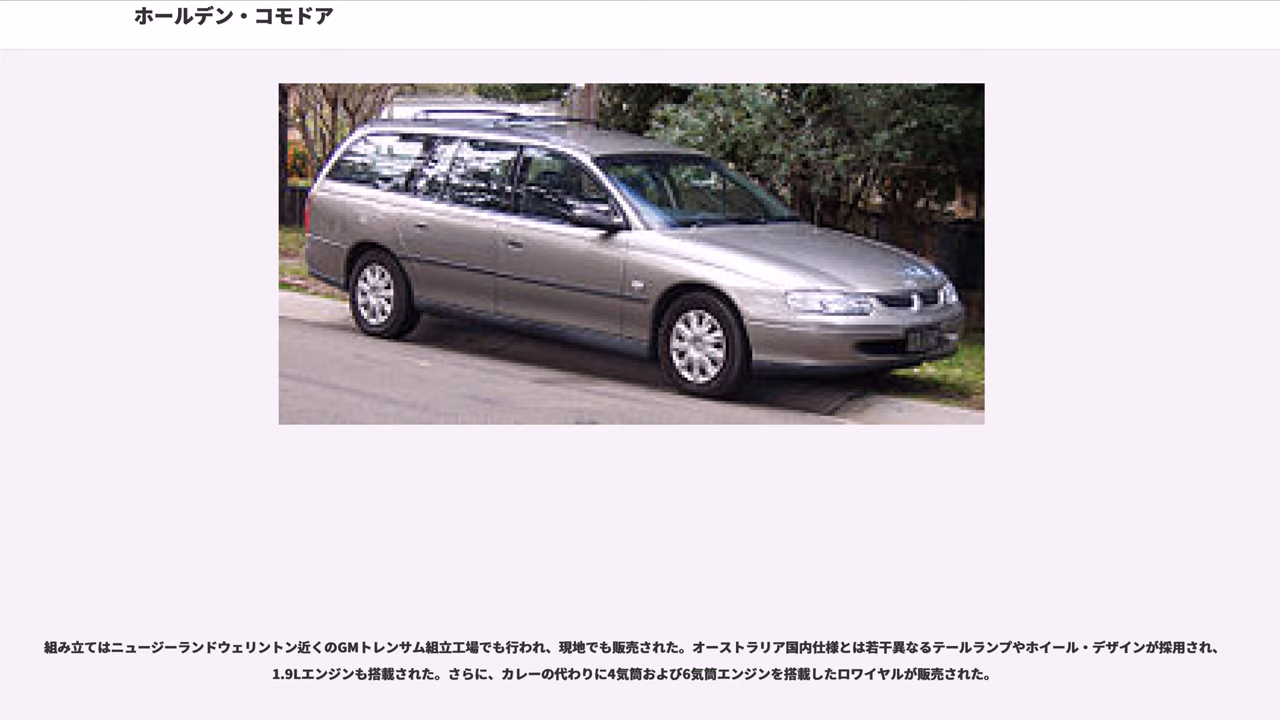 ホールデン・コモドア
組み立てはニュージーランドウェリントン近くのGMトレンサム組立工場でも行われ、現地でも販売された。オーストラリア国内仕様とは若干異なるテールランプやホイール・デザインが採用され、
1.9Lエンジンも搭載された。さらに、カレーの代わりに4気筒および6気筒エンジンを搭載したロワイヤルが販売された。